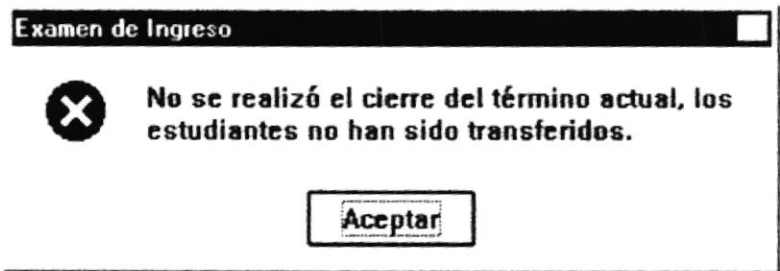 Examen de Ingreso
No se realizó el cierre del término actual, los
estudiantes no han sido transferidos.
Aceptar